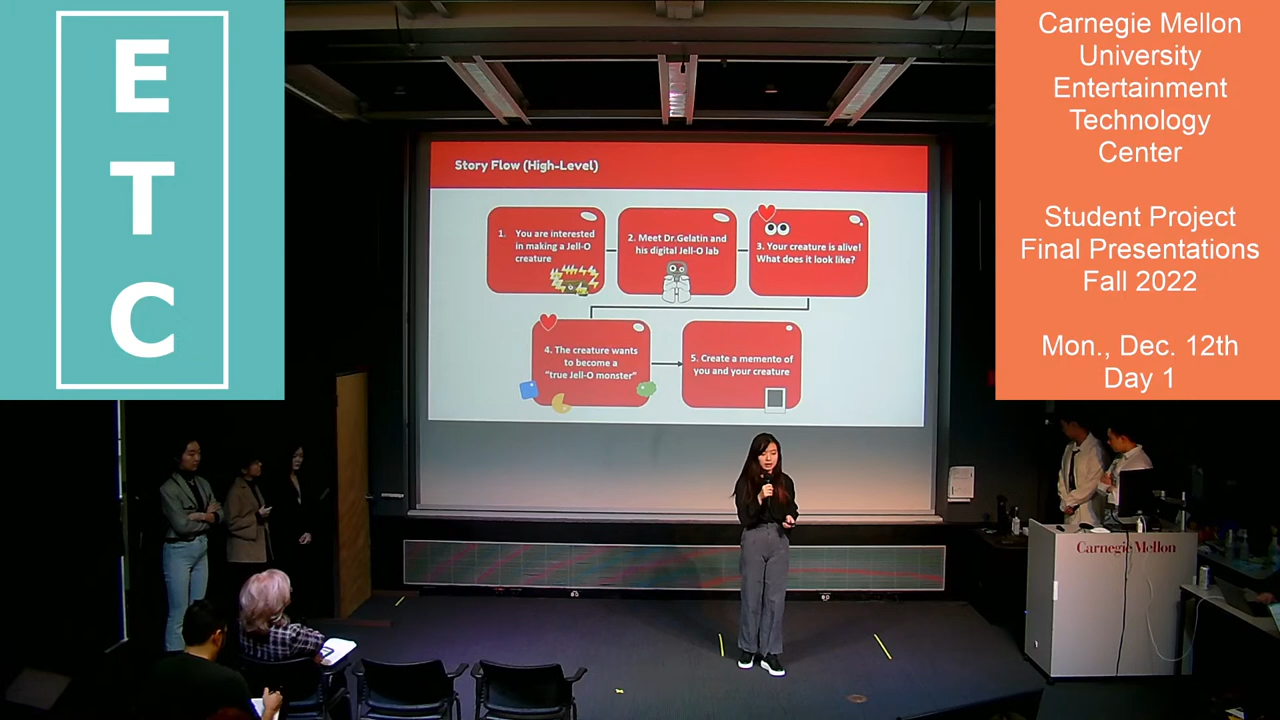 E
T
C
Carnegie Mellon
University
Entertainment
Technology
Center
Student Project
Final Presentations
Fall 2022
Mon., Dec. 12th
Day 1
Story Flow (High-Level)
1. You are interested
in making a Jell-O
creature
2. Meet Dr.Gelatin and
his digital Jell-O lab
3. Your creature is alive!
What does it look like?
4. The creature wants
to become a
"true Jell-O monster"
5. Create a memento of
you and your creature
Carnegie Mellon